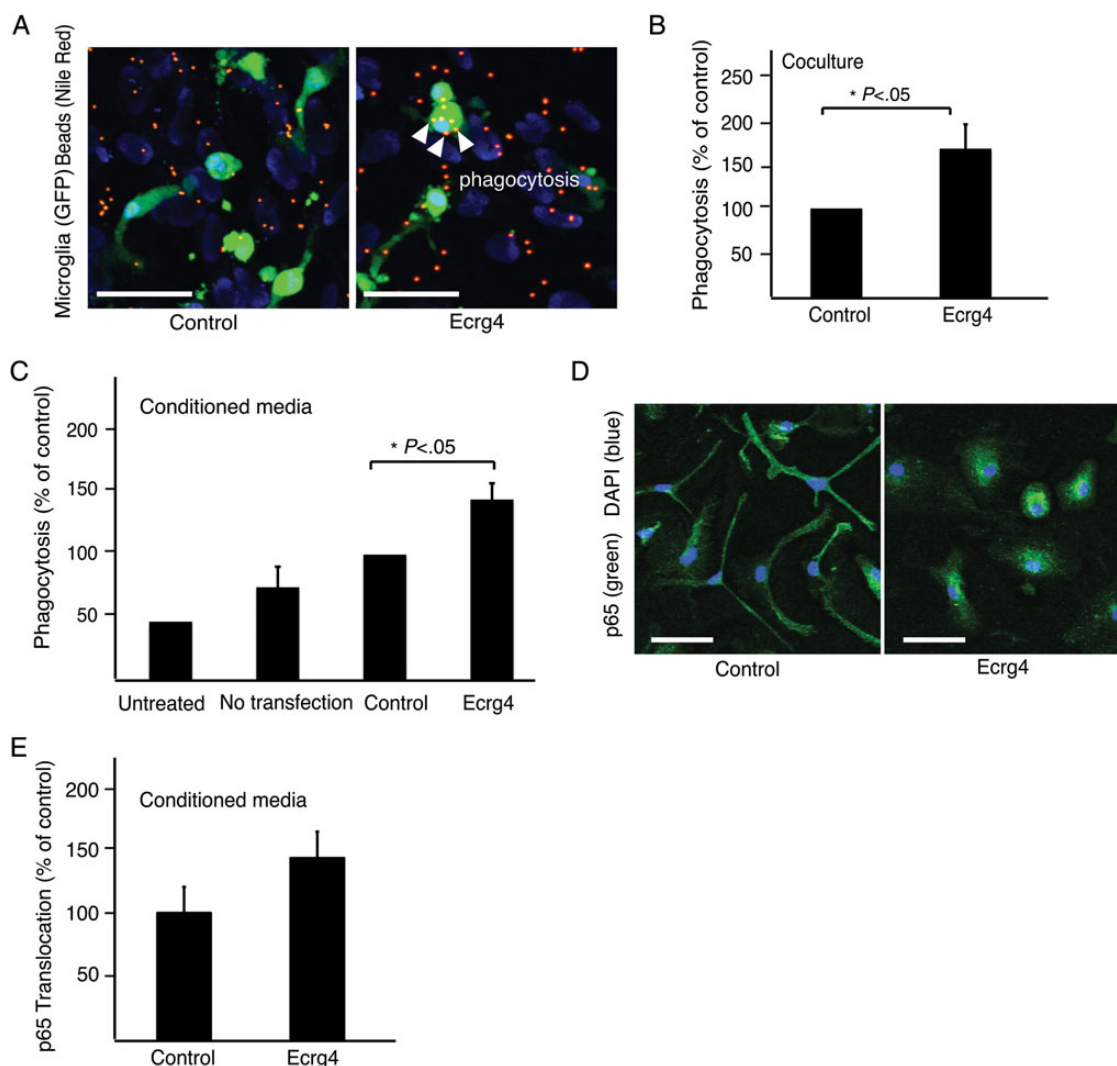 A
Microglia (GFP) Beads (Nile Red)
phagocytosis
Control
Ecrg4
B
Phagocytosis (% of control)
Coculture
* P<.05
250
200
150
100
50
Control
Ecrg4
C
Phagocytosis (% of control)
Conditioned media
* P<.05
200
150
100
50
Untreated
No transfection
Control
Ecrg4
D
p65 (green) DAPI (blue)
Control
Ecrg4
E
p65 Translocation (% of control)
Conditioned media
200
150
100
50
Control
Ecrg4